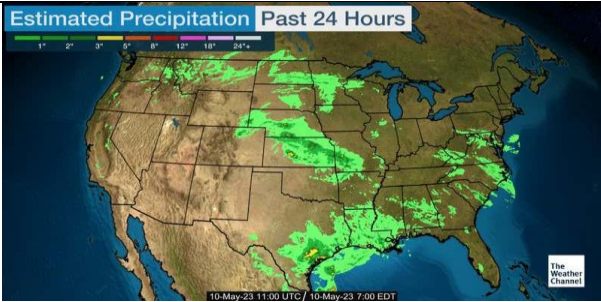 Estimated Precipitation Past 24 Hours
1" 2" 3" 5" 8" 12" 18" 24"+
The
Weather
Channel
10-May-23 11:00 UTC / 10-May-23 7:00 EDT